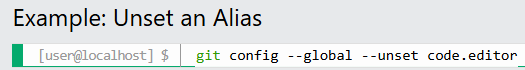 Example: Unset an Alias
[user@localhost] $ git config --global --unset code.editor